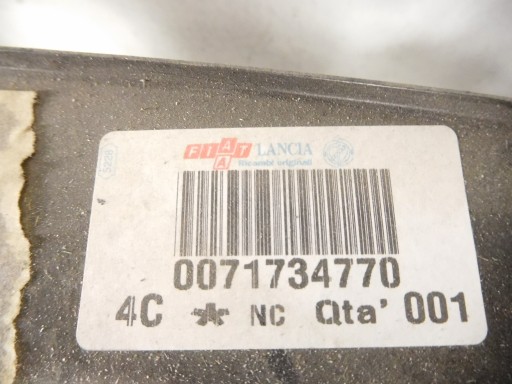 FIAT LANCIA
A
Ricambi originali
0071734770
4C * NC Qta' 001